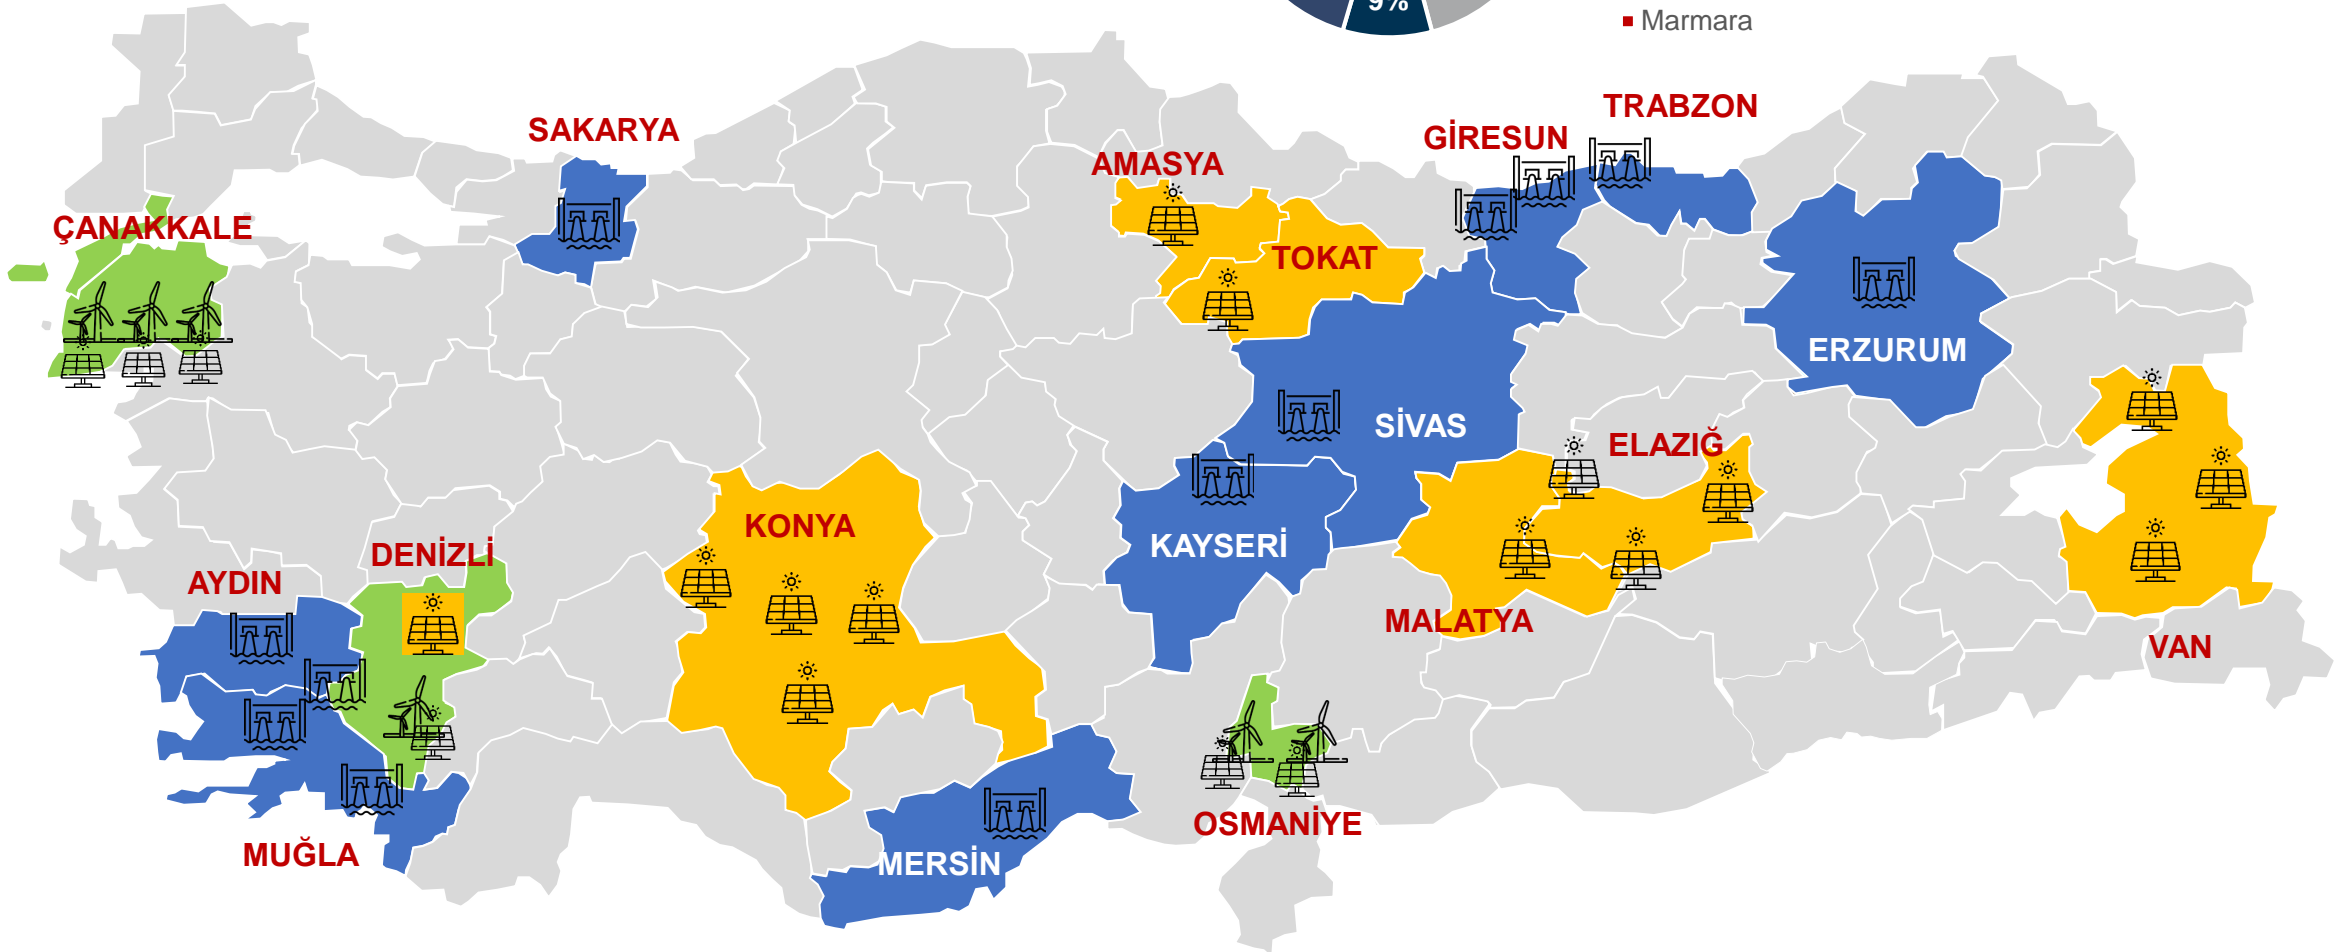 9%
Marmara
TRABZON
SAKARYA
GİRESUN
AMASYA
ÇANAKKALE
TOKAT
ERZURUM
SİVAS
ELAZIĞ
KONYA
KAYSERİ
DENİZLİ
AYDIN
MALATYA
VAN
OSMANİYE
MUĞLA
MERSİN